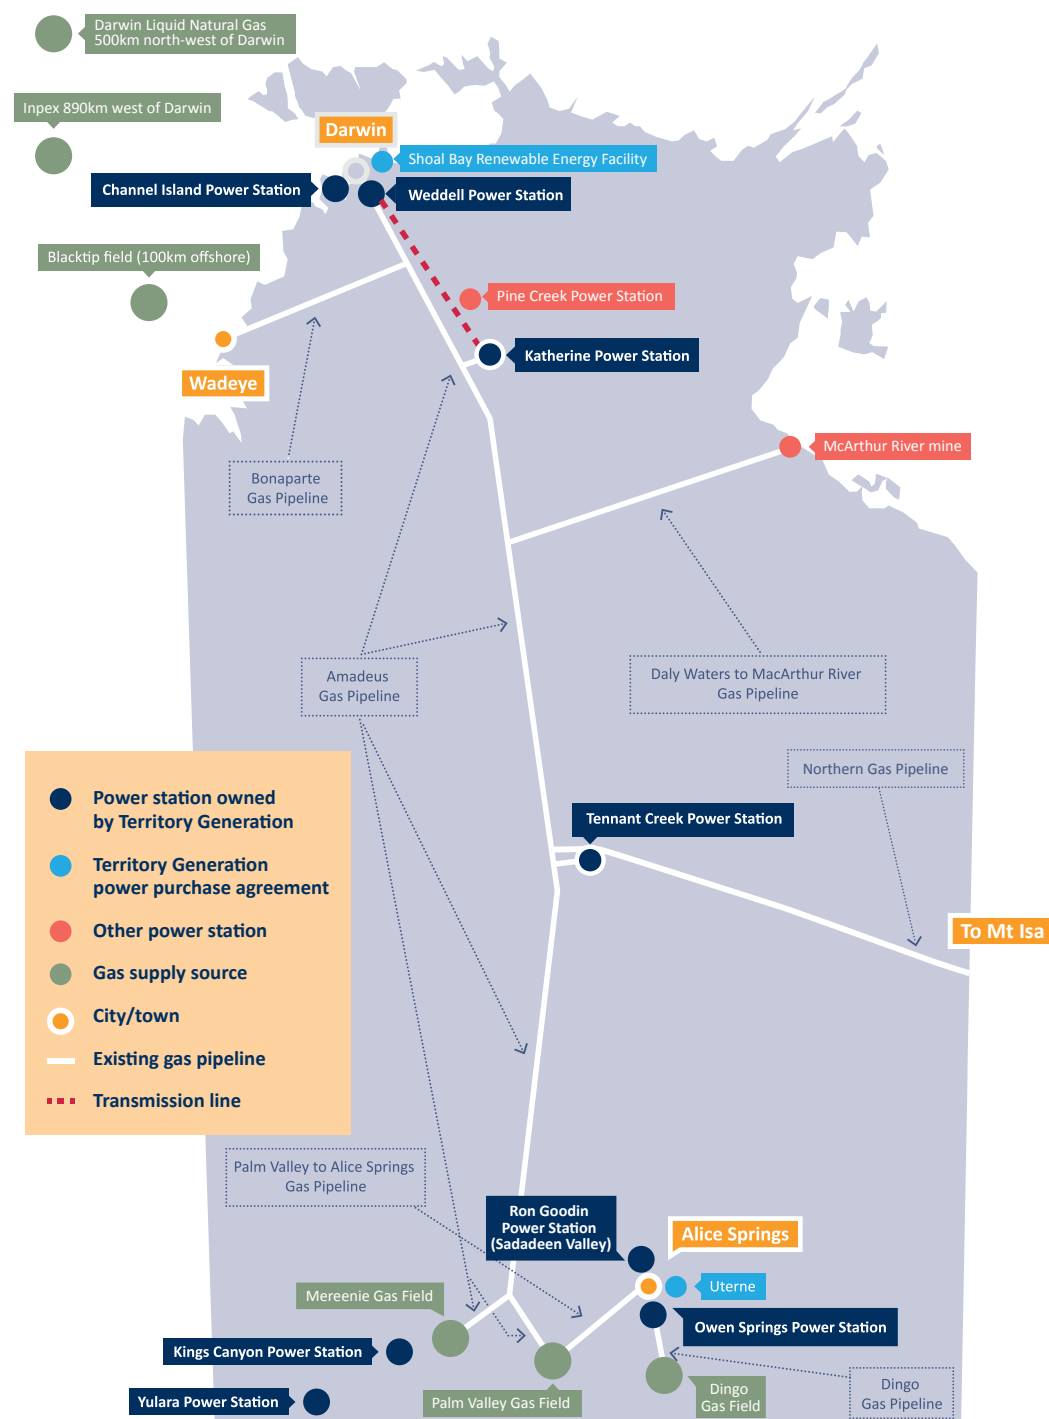 Darwin Liquid Natural Gas
500km north-west of Darwin
Inpex 890km west of Darwin
Darwin
Shoal Bay Renewable Energy Facility
Channel Island Power Station
Weddell Power Station
Blacktip field (100km offshore)
Pine Creek Power Station
Katherine Power Station
Wadeye
McArthur River mine
Bonaparte
Gas Pipeline
Amadeus
Gas Pipeline
Daly Waters to MacArthur River
Gas Pipeline
Northern Gas Pipeline
Tennant Creek Power Station
To Mt Isa
Power station owned
by Territory Generation
Territory Generation
power purchase agreement
Other power station
Gas supply source
City/town
Existing gas pipeline
Transmission line
Palm Valley to Alice Springs
Gas Pipeline
Ron Goodin
Power Station
(Sadadeen Valley)
Alice Springs
Uterne
Mereenie Gas Field
Owen Springs Power Station
Kings Canyon Power Station
Yulara Power Station
Palm Valley Gas Field
Dingo
Gas Field
Dingo
Gas Pipeline